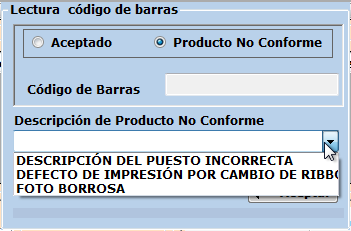 Lectura código de barras
Aceptado Producto No Conforme
Código de Barras
Descripción de Producto No Conforme
DESCRIPCIÓN DEL PUESTO INCORRECTA
DEFECTO DE IMPRESIÓN POR CAMBIO DE RIBBO
FOTO BORROSA